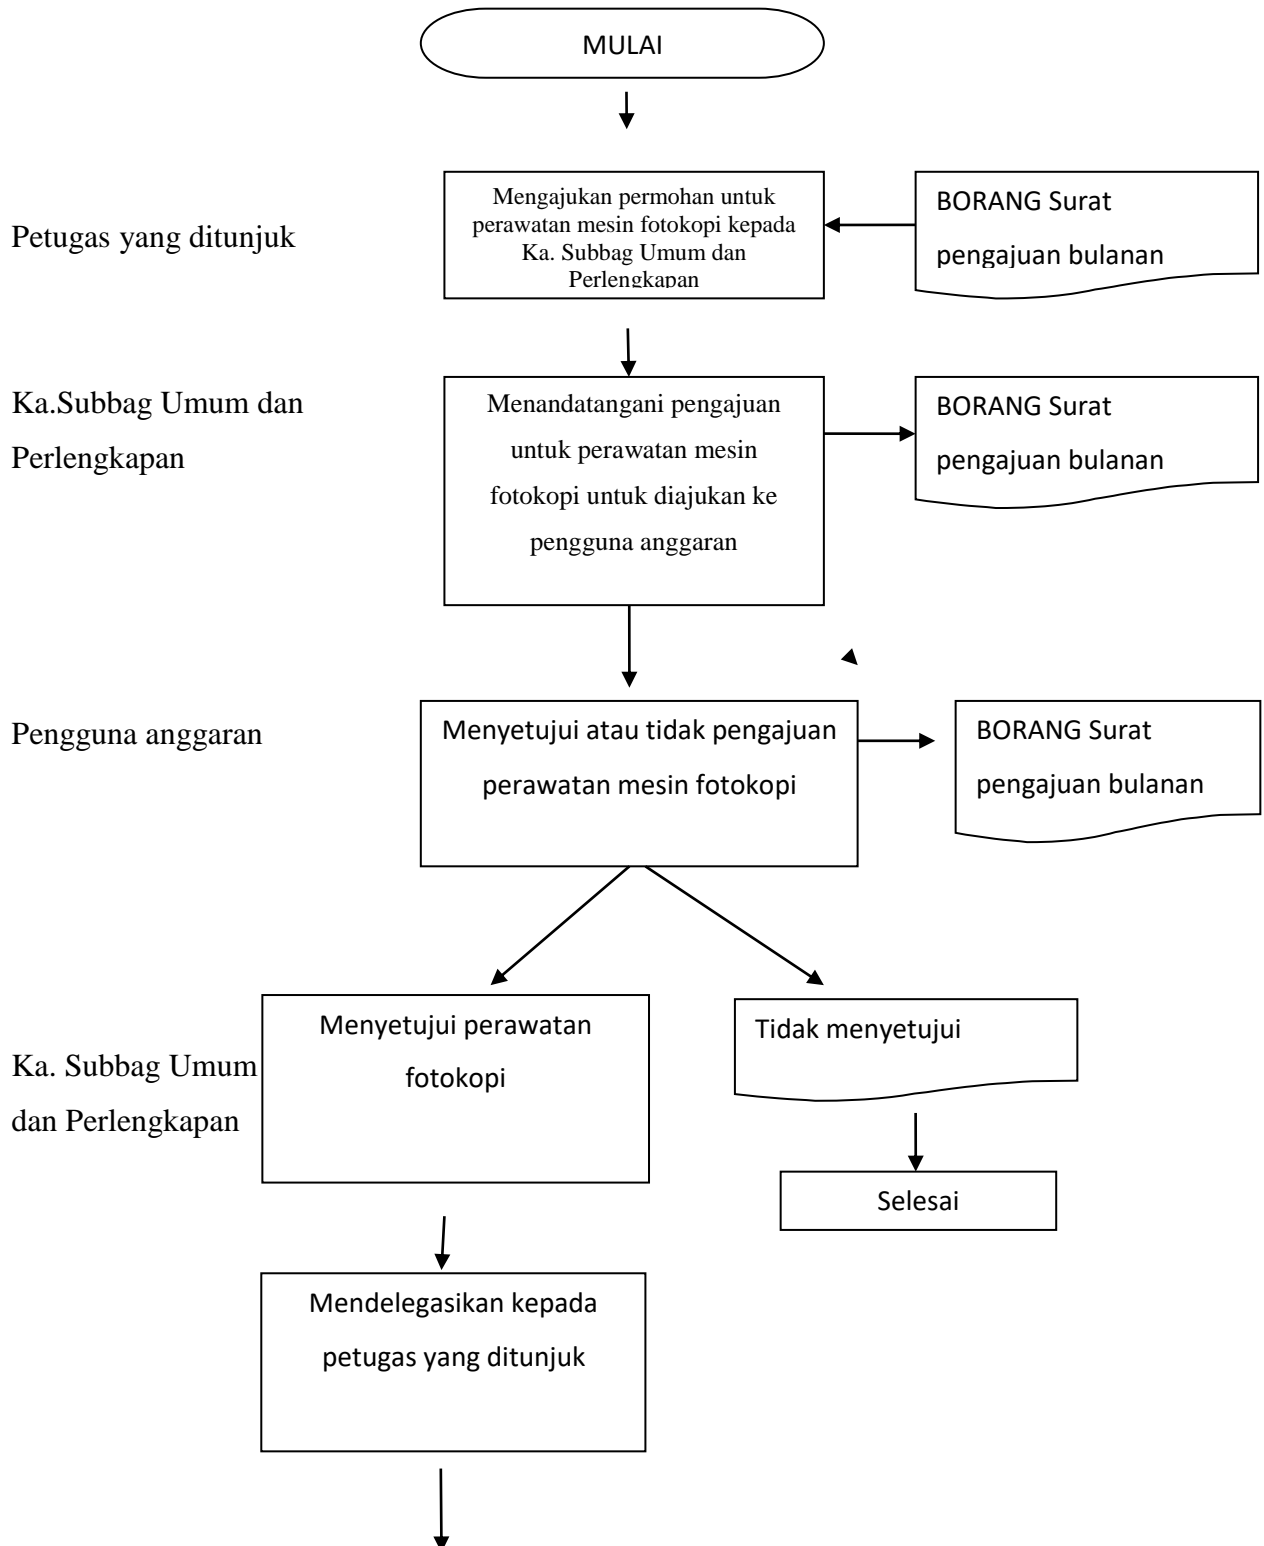 MULAI
Petugas yang ditunjuk
Mengajukan permohan untuk
perawatan mesin fotokopi kepada
Ka. Subbag Umum dan
Perlengkapan
BORANG Surat
pengajuan bulanan
Ka.Subbag Umum dan
Perlengkapan
Menandatangani pengajuan
untuk perawatan mesin
fotokopi untuk diajukan ke
pengguna anggaran
BORANG Surat
pengajuan bulanan
Pengguna anggaran
Menyetujui atau tidak pengajuan
perawatan mesin fotokopi
BORANG Surat
pengajuan bulanan
Ka. Subbag Umum
dan Perlengkapan
Menyetujui perawatan
fotokopi
Tidak menyetujui
Selesai
Mendelegasikan kepada
petugas yang ditunjuk